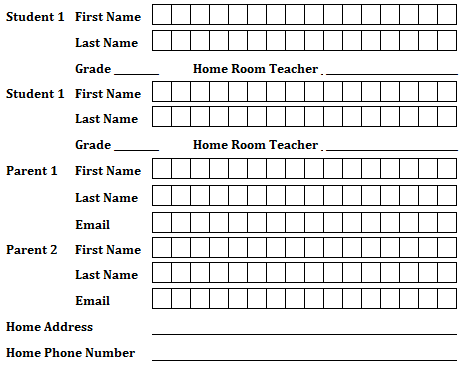 Student 1 First Name
Last Name
Grade _______ Home Room Teacher ____________________
Student 1 First Name
Last Name
Grade _______ Home Room Teacher ____________________
Parent 1 First Name
Last Name
Email
Parent 2 First Name
Last Name
Email
Home Address
Home Phone Number